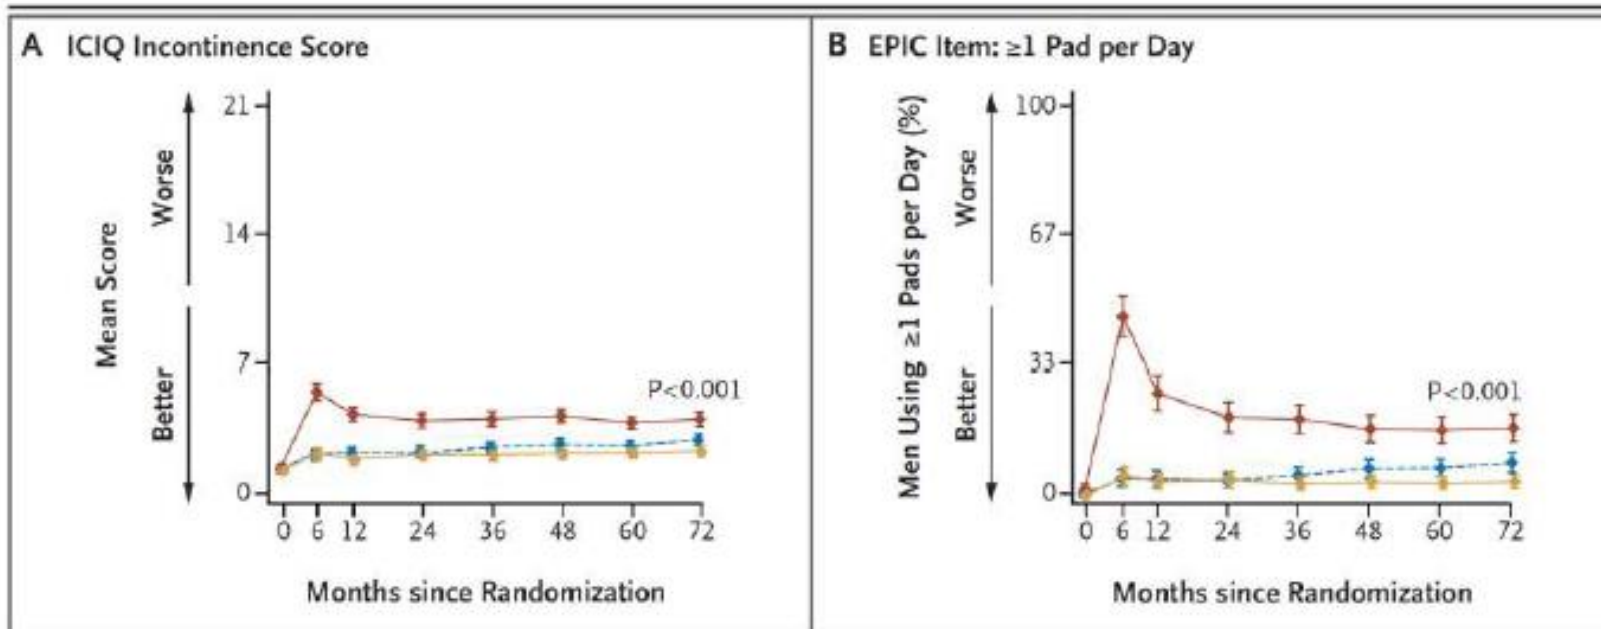 A ICIQ Incontinence Score
Mean Score
Worse
Better
21
14
7
0
P<0.001
0 6 12 24 36 48 60 72
Months since Randomization
B EPIC Item: ≥1 Pad per Day
Men Using ≥1 Pads per Day (%)
Worse
Better
100
67
33
0
P<0.001
0 6 12 24 36 48 60 72
Months since Randomization